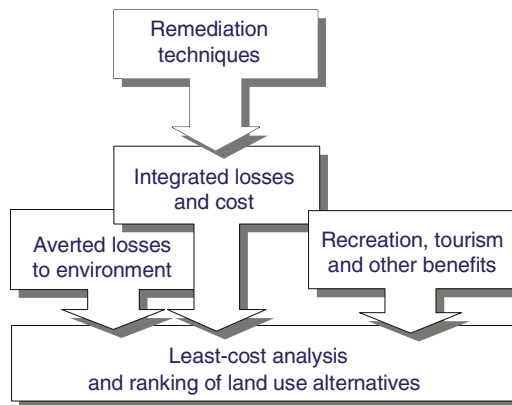 Remediation
techniques
Integrated losses
and cost
Averted losses
to environment
Recreation, tourism
and other benefits
Least-cost analysis
and ranking of land use alternatives